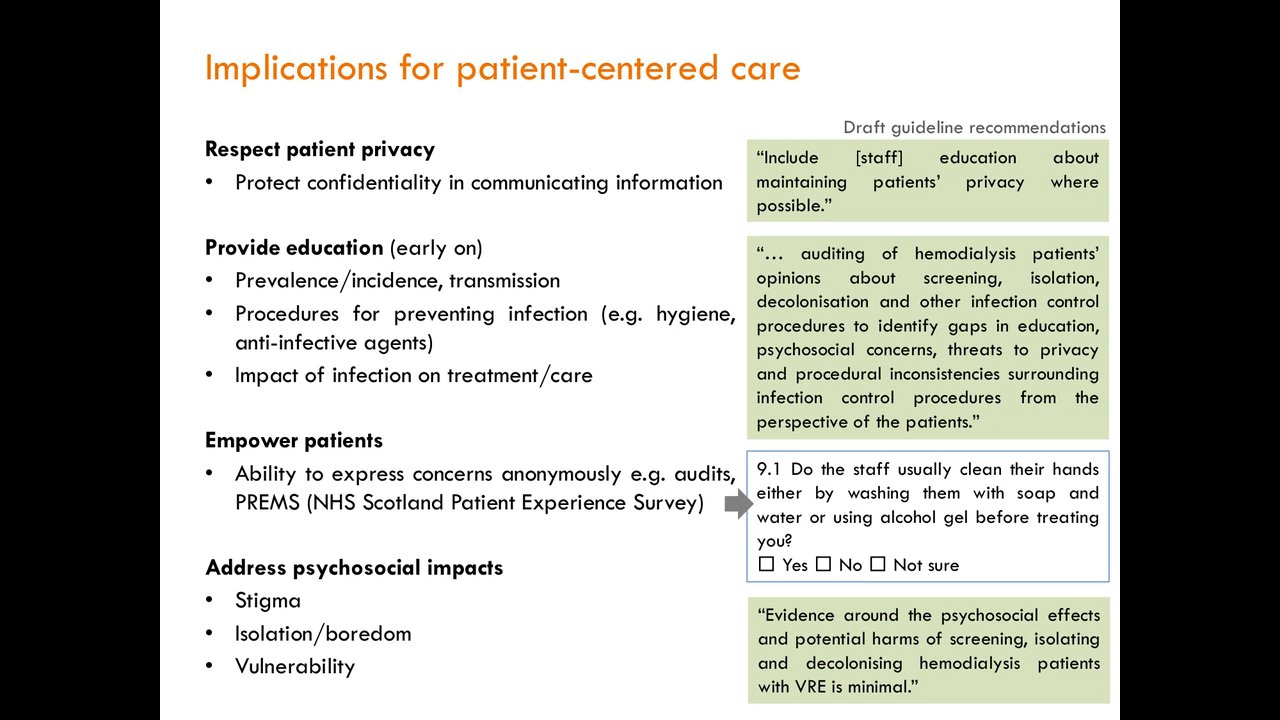 Implications for patient-centered care
Respect patient privacy
• Protect confidentiality in communicating information
Provide education (early on)
• Prevalence/incidence, transmission
• Procedures for preventing infection (e.g. hygiene,
anti-infective agents)
• Impact of infection on treatment/care
Empower patients
• Ability to express concerns anonymously e.g. audits,
PREMS (NHS Scotland Patient Experience Survey)
Address psychosocial impacts
• Stigma
• Isolation/boredom
• Vulnerability
Draft guideline recommendations
“Include [staff] education about
maintaining patients’ privacy where
possible.”
“... auditing of hemodialysis patients’
opinions about screening, isolation,
decolonisation and other infection control
procedures to identify gaps in education,
psychosocial concerns, threats to privacy
and procedural inconsistencies surrounding
infection control procedures from the
perspective of the patients.”
9.1 Do the staff usually clean their hands
either by washing them with soap and
water or using alcohol gel before treating
you?
☐ Yes ☐ No ☐ Not sure
“Evidence around the psychosocial effects
and potential harms of screening, isolating
and decolonising hemodialysis patients
with VRE is minimal.”